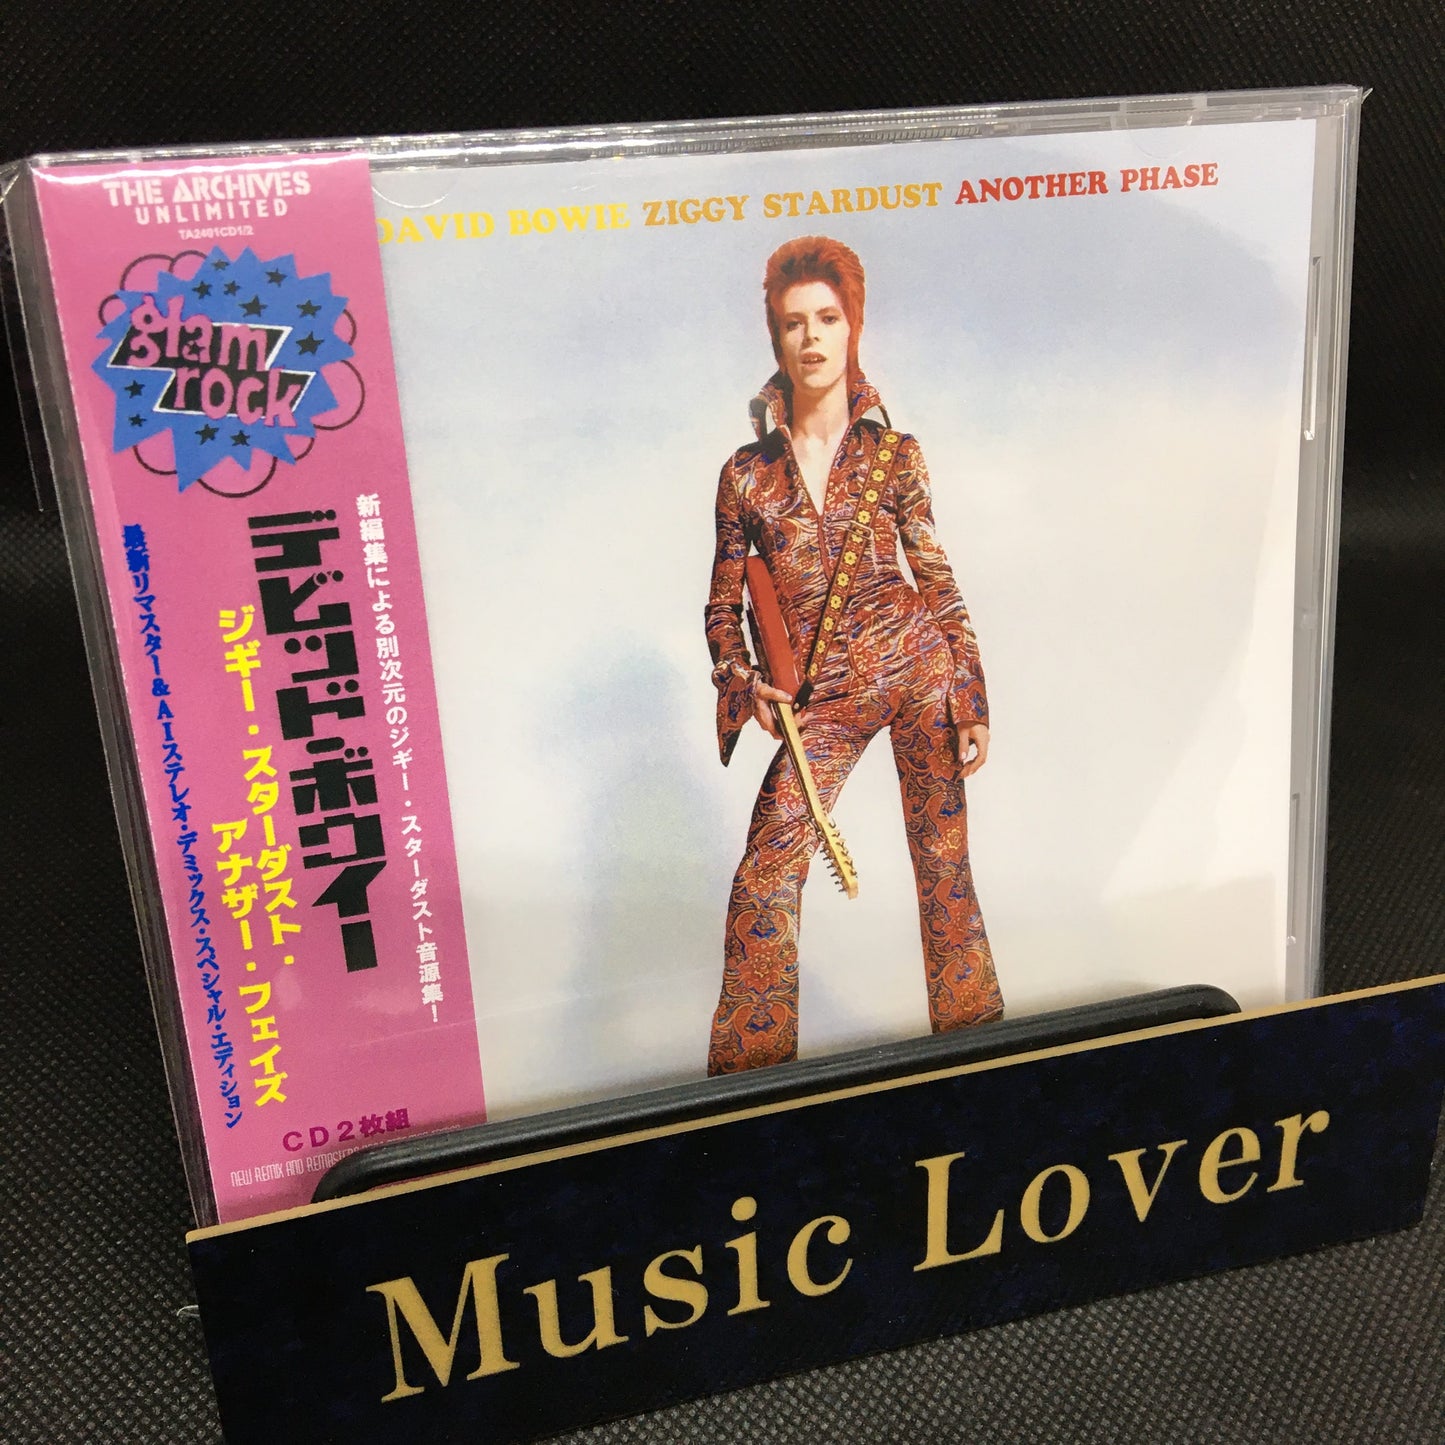 THE ARCHIVES
UNLIMITED
TA2401CD1/2
glam
rock
デビッド・ボウイー
新編集による別次元のジギー・スターダスト音源集!
ジギー・スターダスト・
アナザー・フェイズ
最新リマスター&AIステレオ・デミックス・スペシャル・エディション
CD2枚組
NEW REMIX AND REMASTERS
DAVID BOWIE ZIGGY STARDUST ANOTHER PHASE
Music Lover